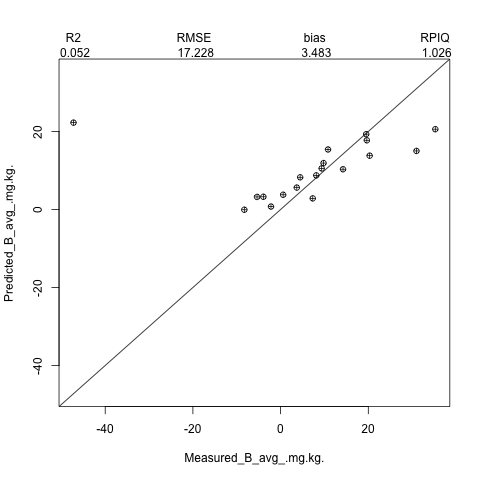 R2 RMSE bias RPIQ
0.052 17.228 3.483 1.026
20
0
-20
-40
Predicted_B_avg_.mg.kg.
-40 -20 0 20
Measured_B_avg_.mg.kg.